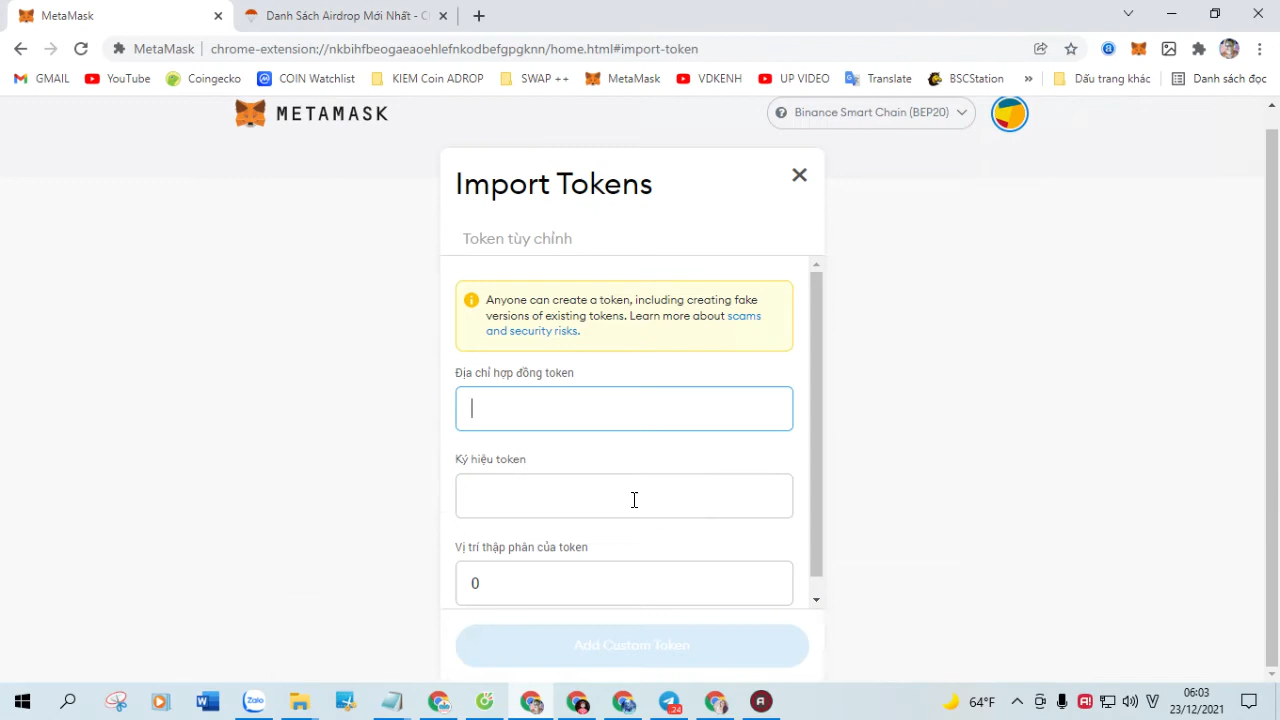 MetaMask
Danh Sách Airdrop Mới Nhất - C
MetaMask
chrome-extension://nkbihfbeogaeaoehlefnkodbefgpgknn/home.html#import-token
GMAIL
YouTube
Coingecko
COIN Watchlist
KIEM Coin ADROP
SWAP ++
MetaMask
VDKENH
UP VIDEO
Translate
BSCStation
»
Dấu trang khác
Danh sách đọc
METAMASK
Binance Smart Chain (BEP20)
Import Tokens
Token tùy chỉnh
Anyone can create a token, including creating fake
versions of existing tokens. Learn more about scams
and security risks.
Địa chỉ hợp đồng token
Ký hiệu token
Vị trí thập phân của token
0
Add Custom Token
Zalo
24
64°F
06:03
23/12/2021